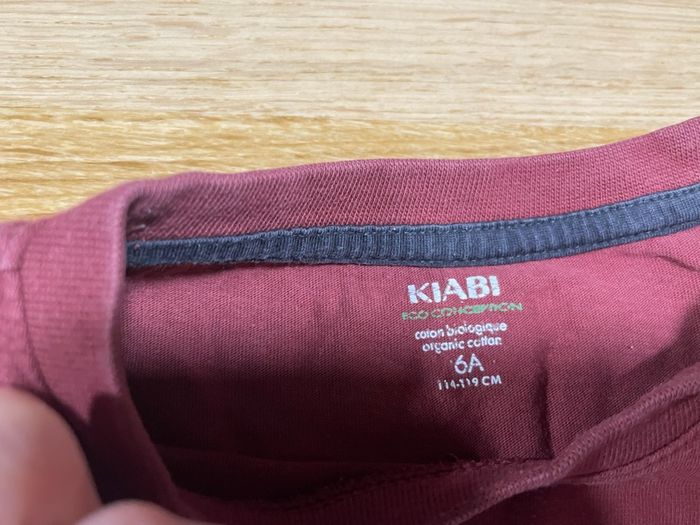 KIABI
ECO CONCEPTION
coton biologique
organic cotton
6A
114-119 CM